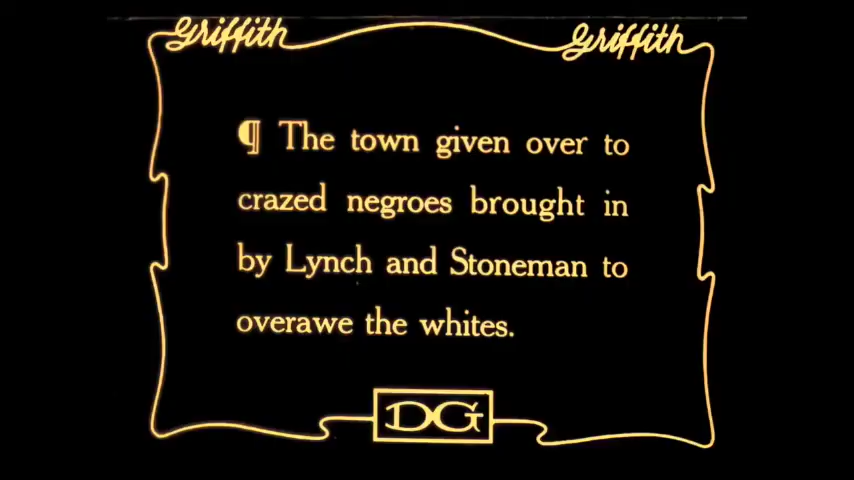 Griffith Griffith
¶ The town given over to
crazed negroes brought in
by Lynch and Stoneman to
overawe the whites.
DG